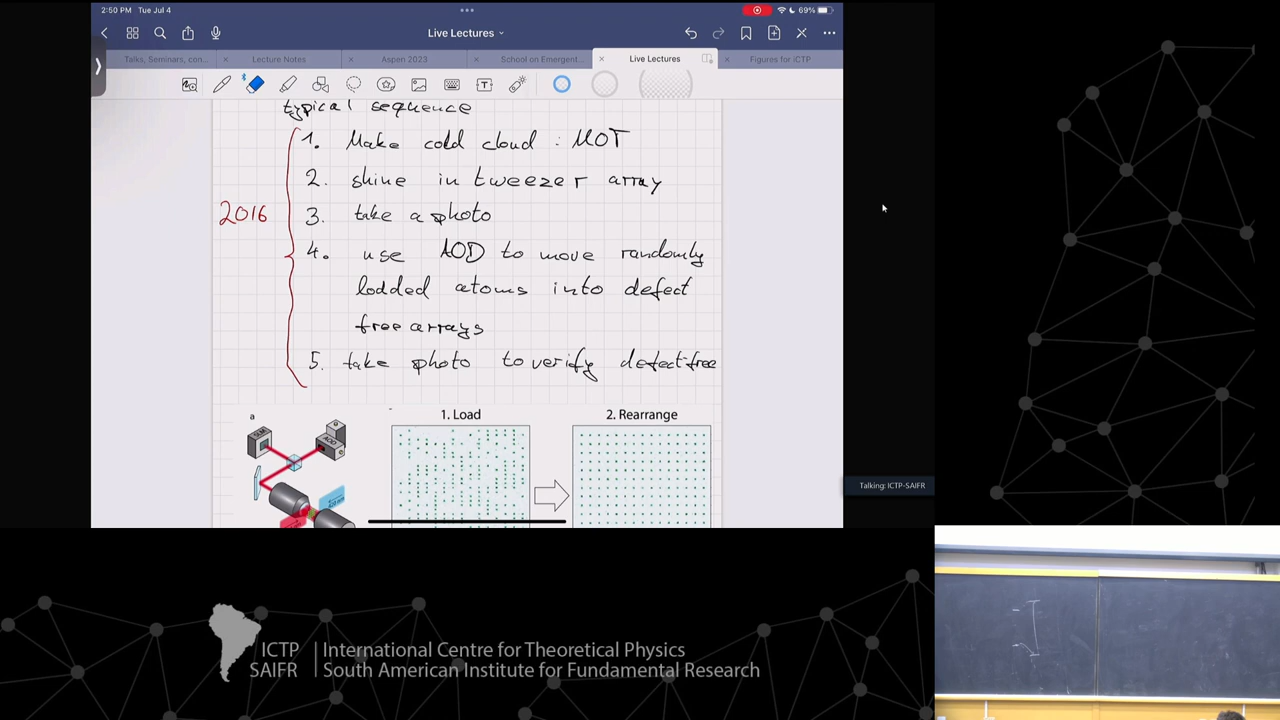 2:50 PM Tue Jul 4
69%
Live Lectures
Talks, Seminars, con...
Lecture Notes
Aspen 2023
School on Emergent...
Live Lectures
Figures for iCTP
typical sequence
1. Make cold cloud : MOT
2. shine in tweezer array
2016
3. take a photo
4. use AOD to move randomly
loaded atoms into defect
free arrays
5. take photo to verify defect-free
a
1. Load
2. Rearrange
SLM
AOD
Talking: ICTP-SAIFR
ICTP
SAIFR
International Centre for Theoretical Physics
South American Institute for Fundamental Research